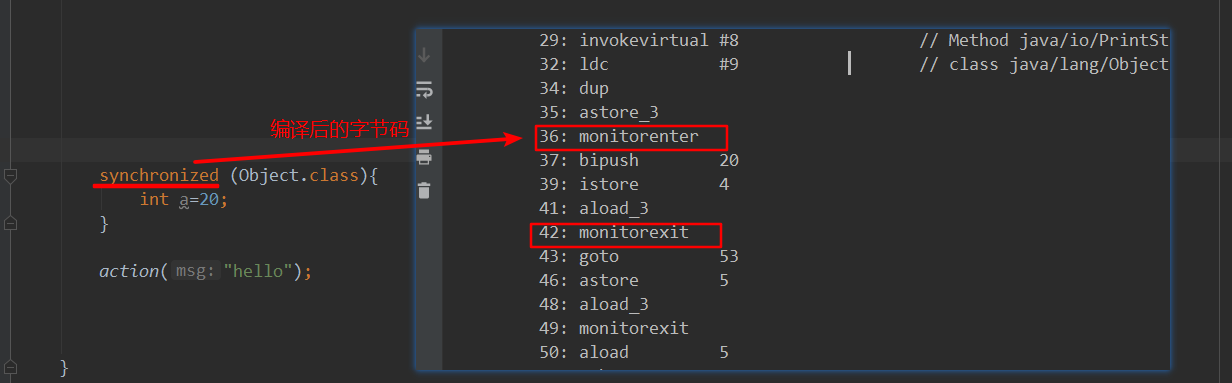 编译后的字节码
synchronized (Object.class){
int a=20;
}
action( msg: "hello");
}
29: invokevirtual #8 // Method java/io/PrintSt
32: ldc #9 // class java/lang/Object
34: dup
35: astore_3
36: monitorenter
37: bipush 20
39: istore 4
41: aload_3
42: monitorexit
43: goto 53
46: astore 5
48: aload_3
49: monitorexit
50: aload 5